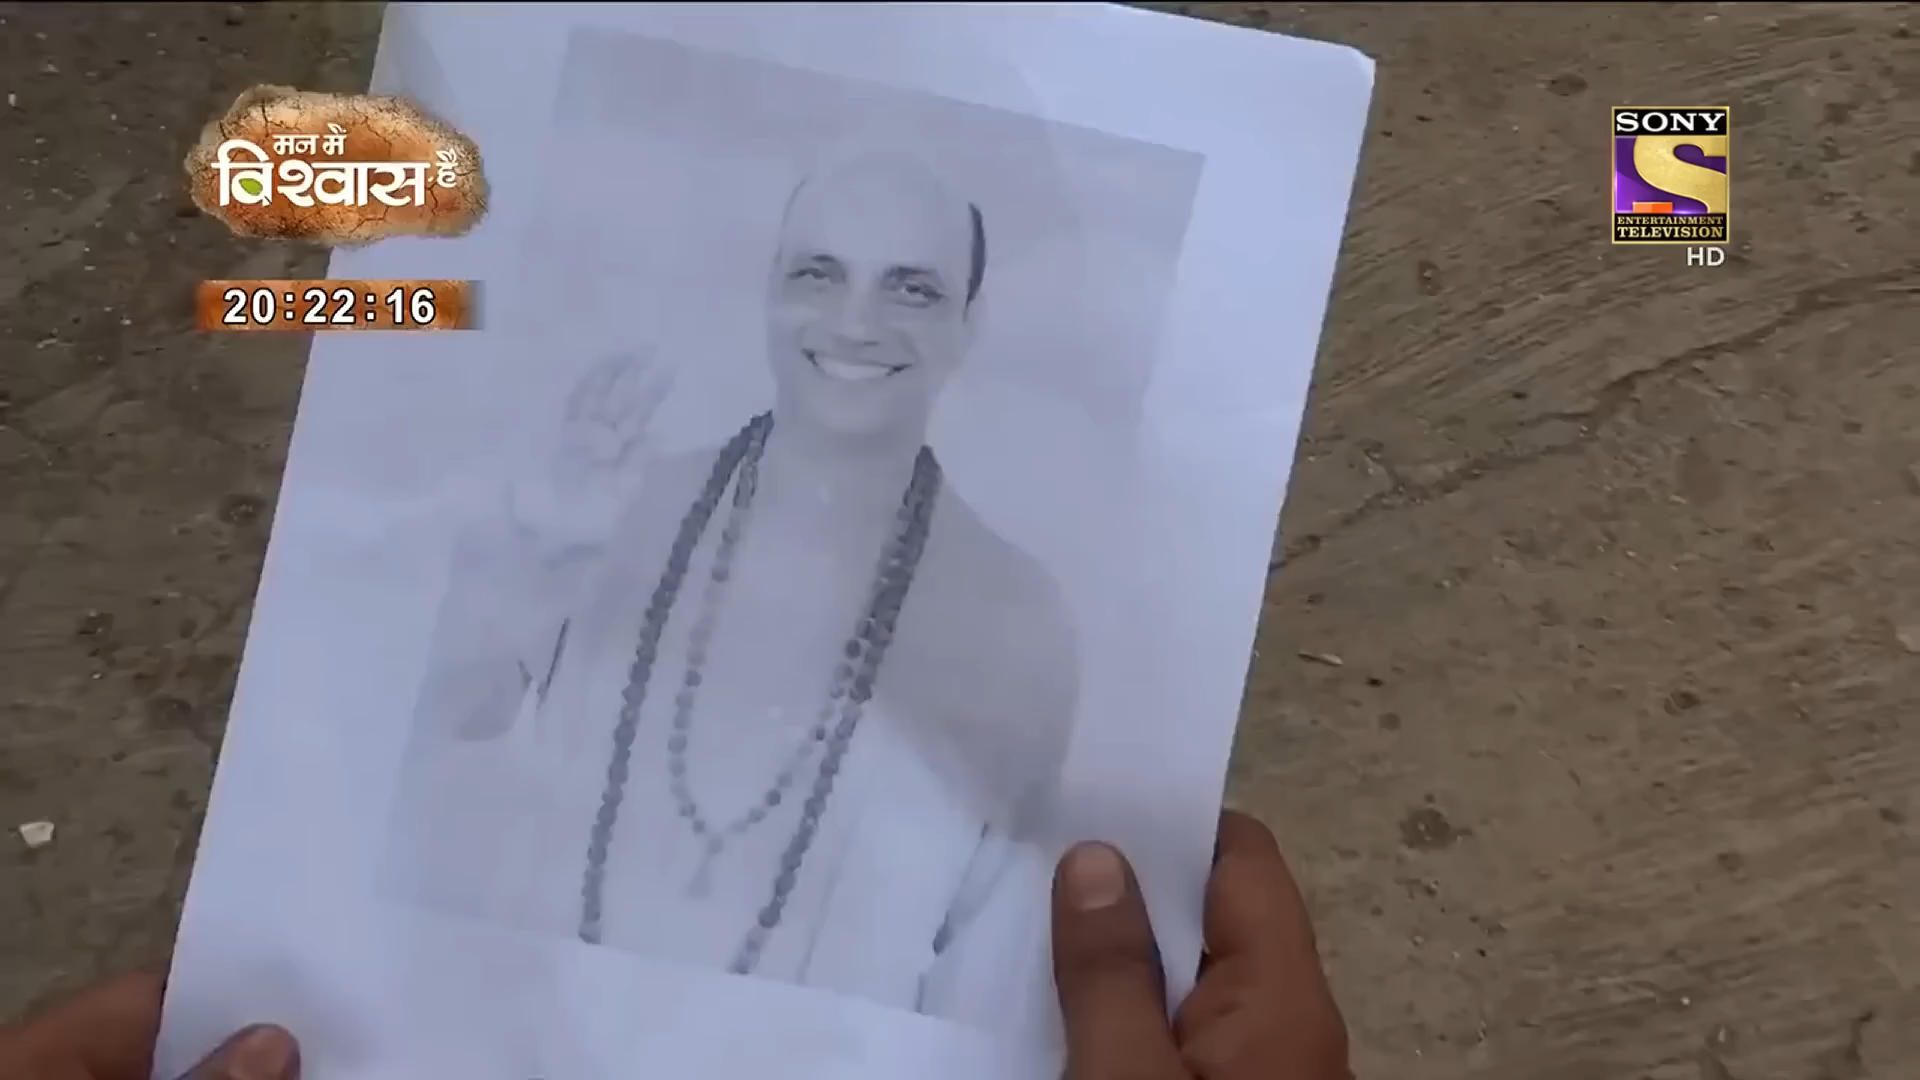 मन में
विश्वास है
20:22:16
SONY
ENTERTAINMENT
TELEVISION
HD